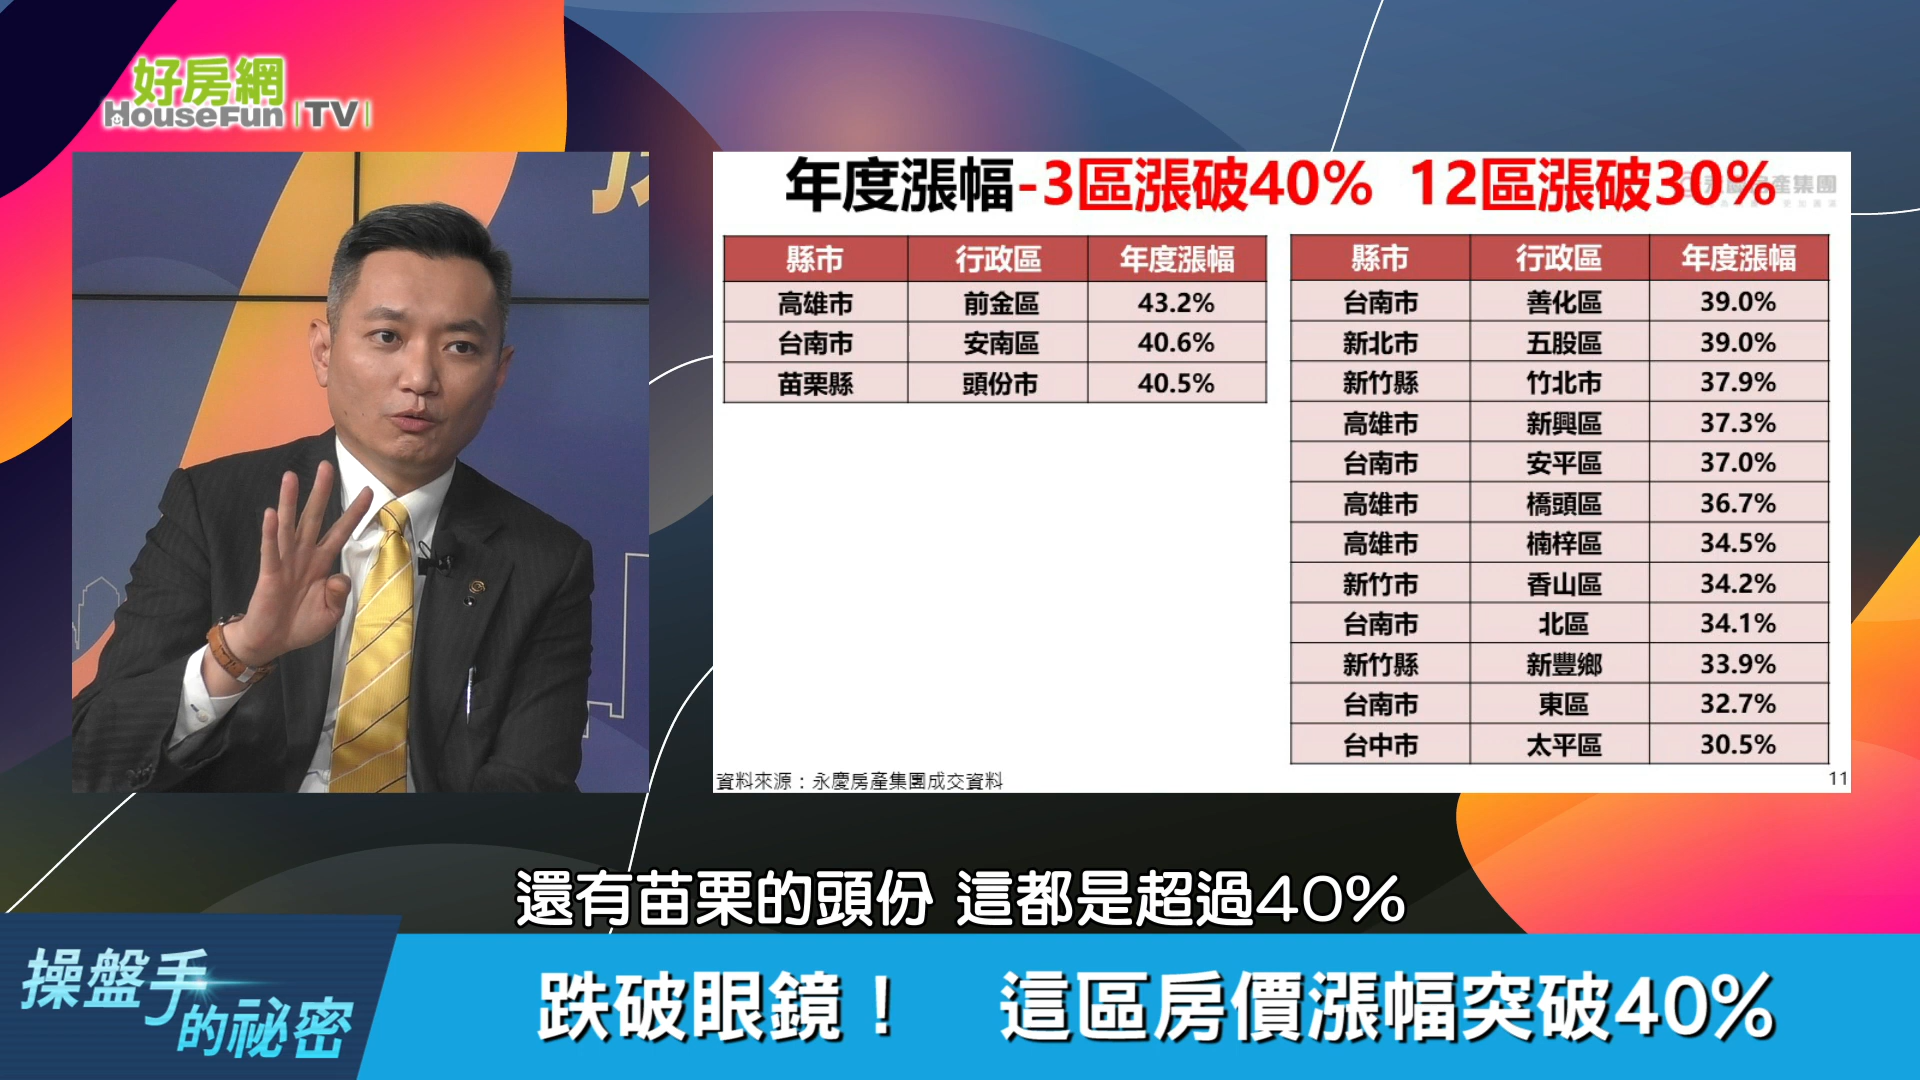 好房網
HouseFun TV
年度漲幅-3區漲破40% 12區漲破30%
縣市 行政區 年度漲幅
高雄市 前金區 43.2%
台南市 安南區 40.6%
苗栗縣 頭份市 40.5%
縣市 行政區 年度漲幅
台南市 善化區 39.0%
新北市 五股區 39.0%
新竹縣 竹北市 37.9%
高雄市 新興區 37.3%
台南市 安平區 37.0%
高雄市 橋頭區 36.7%
高雄市 楠梓區 34.5%
新竹市 香山區 34.2%
台南市 北區 34.1%
新竹縣 新豐鄉 33.9%
台南市 東區 32.7%
台中市 太平區 30.5%
資料來源：永慶房產集團成交資料
11
還有苗栗的頭份 這都是超過40%
操盤手的祕密
跌破眼鏡！ 這區房價漲幅突破40%